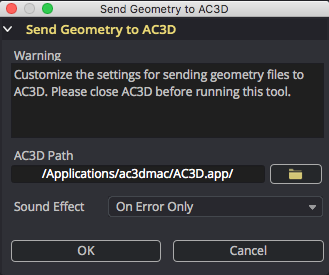 Send Geometry to AC3D
Send Geometry to AC3D
Warning
Customize the settings for sending geometry files to
AC3D. Please close AC3D before running this tool.
AC3D Path
/Applications/ac3dmac/AC3D.app/
Sound Effect
On Error Only
OK
Cancel